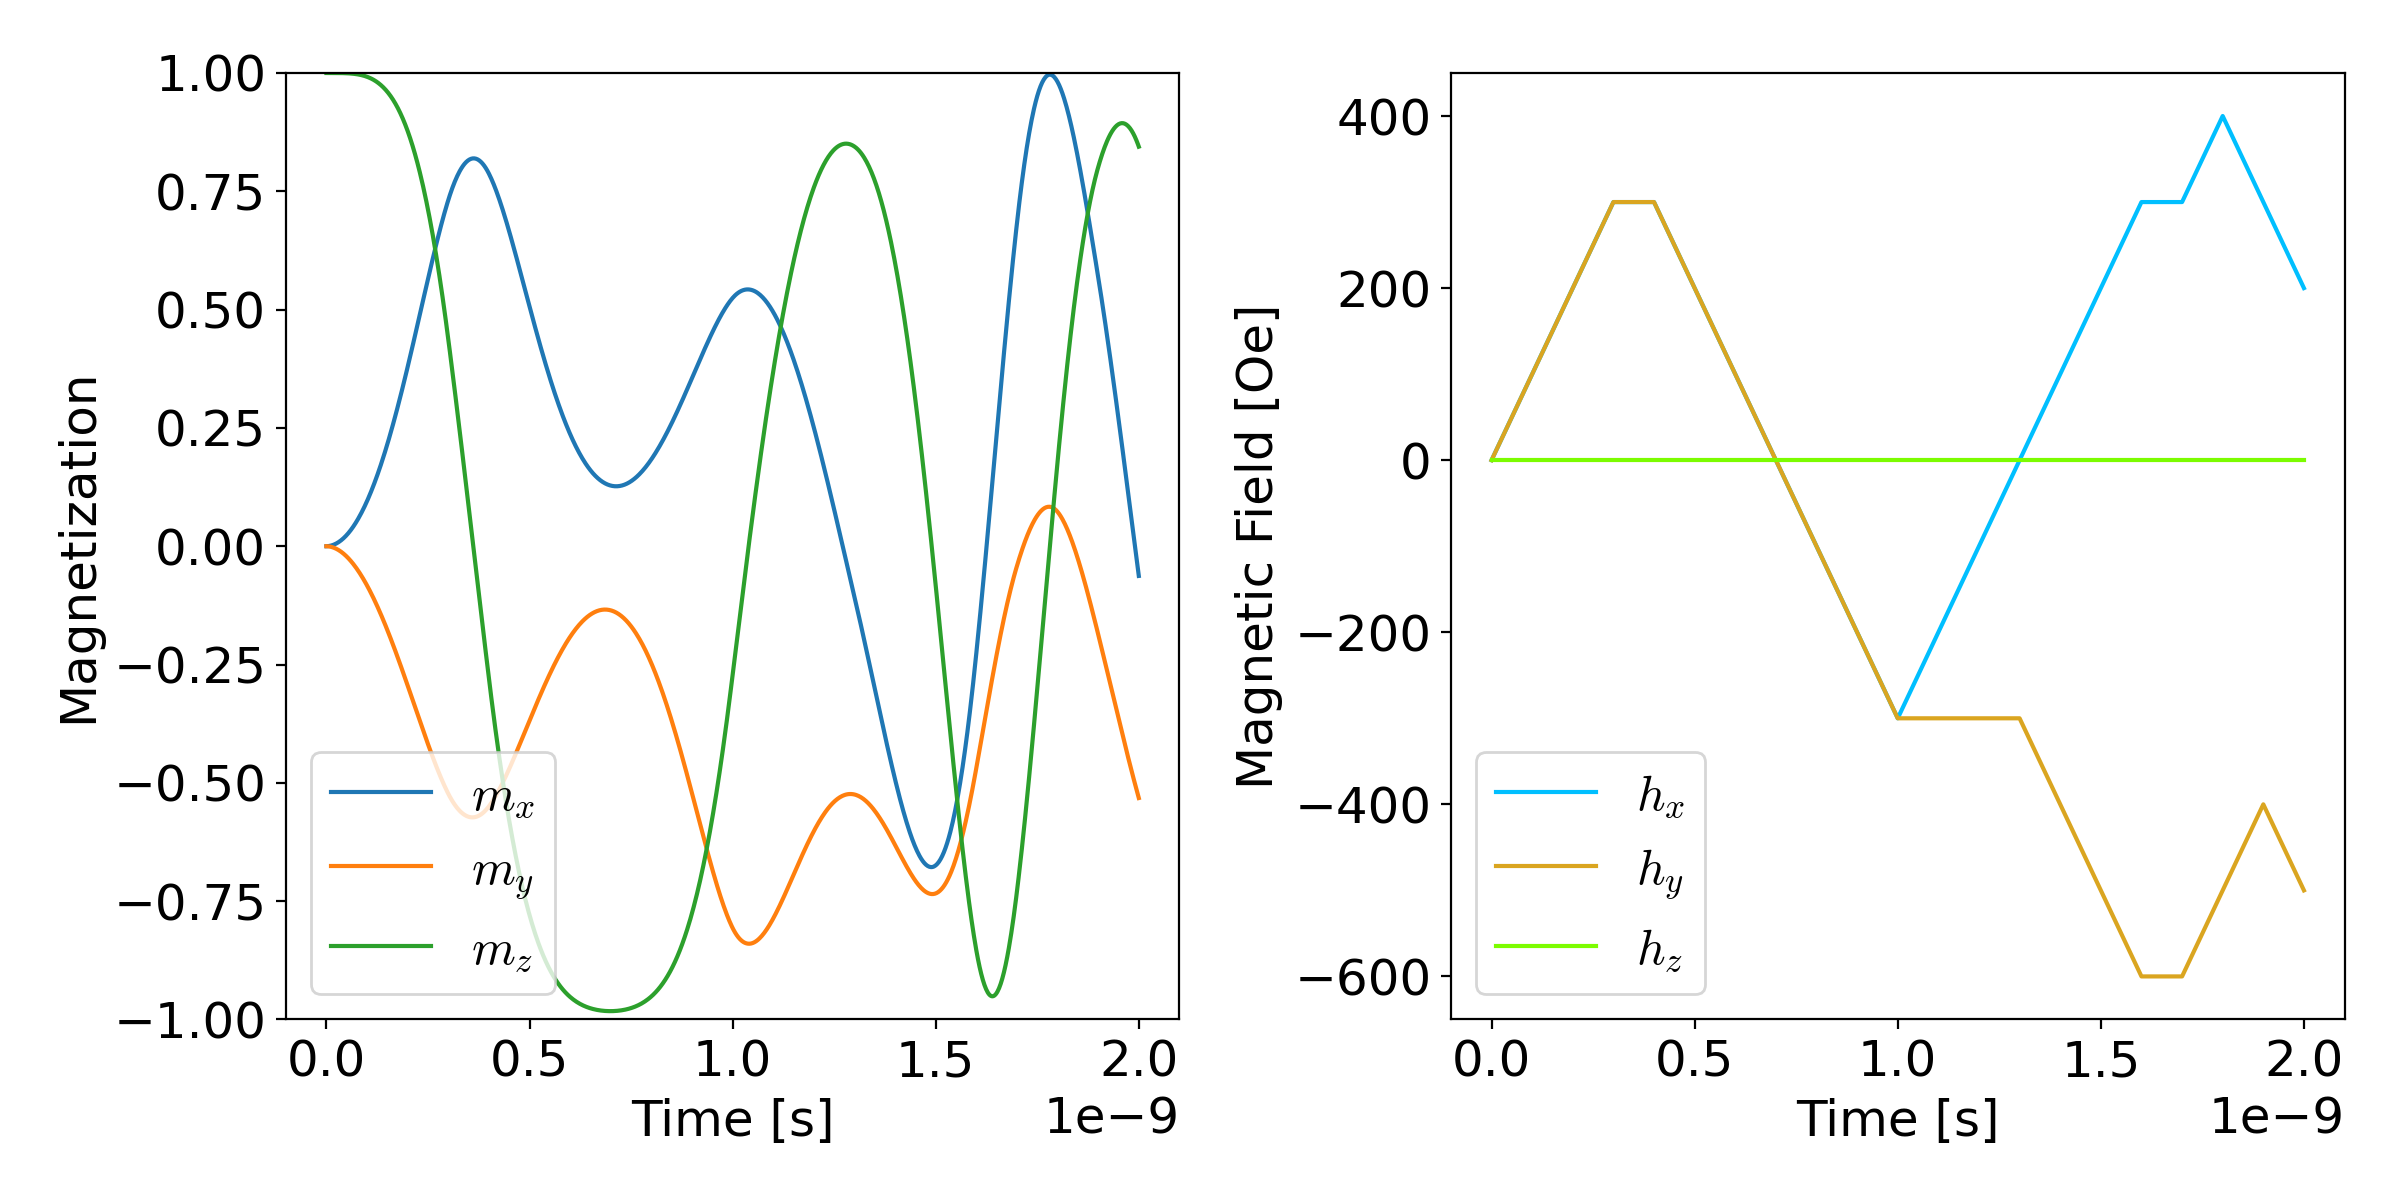 Magnetization
1.00
0.75
0.50
0.25
0.00
−0.25
−0.50
−0.75
−1.00
m_x
m_y
m_z
0.0 0.5 1.0 1.5 2.0
Time [s]
1e−9
Magnetic Field [Oe]
400
200
0
−200
−400
−600
h_x
h_y
h_z
0.0 0.5 1.0 1.5 2.0
Time [s]
1e−9